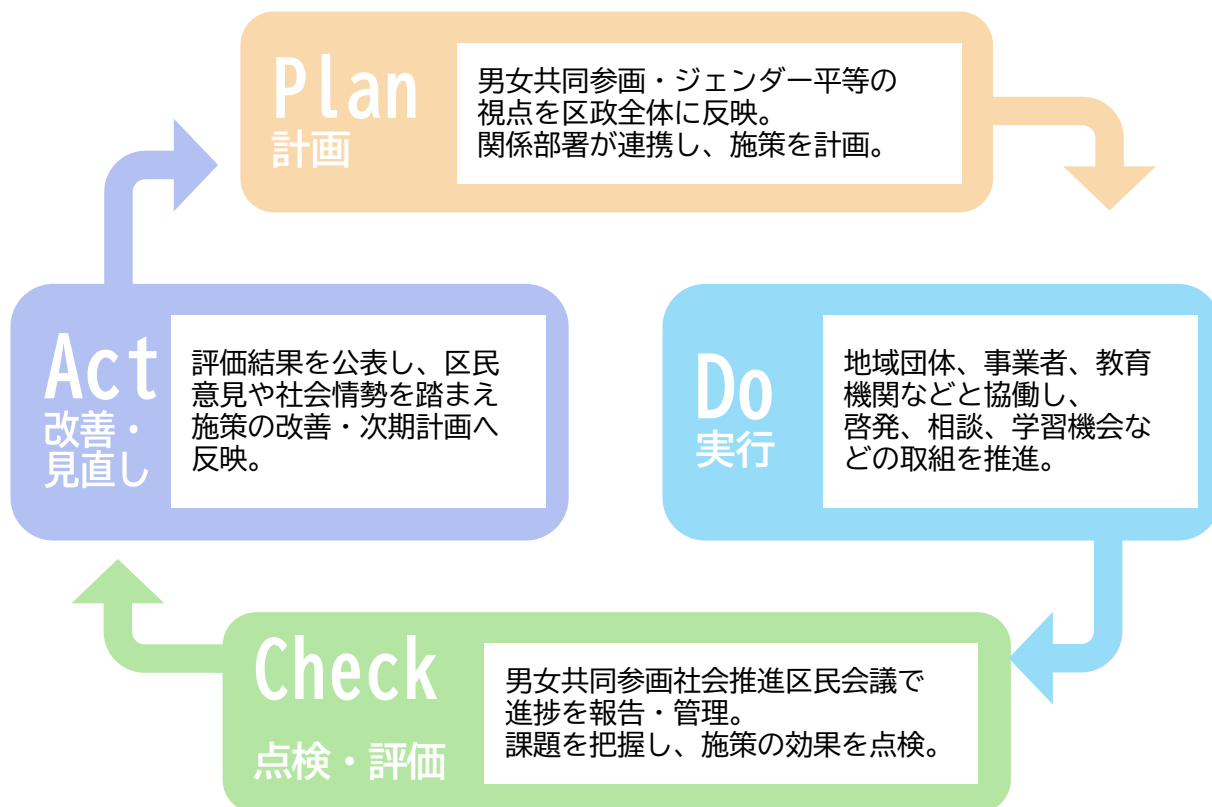 Plan
計画
男女共同参画・ジェンダー平等の
視点を区政全体に反映。
関係部署が連携し、施策を計画。
Do
実行
地域団体、事業者、教育
機関などと協働し、
啓発、相談、学習機会な
どの取組を推進。
Check
点検・評価
男女共同参画社会推進区民会議で
進捗を報告・管理。
課題を把握し、施策の効果を点検。
Act
改善・
見直し
評価結果を公表し、区民
意見や社会情勢を踏まえ
施策の改善・次期計画へ
反映。